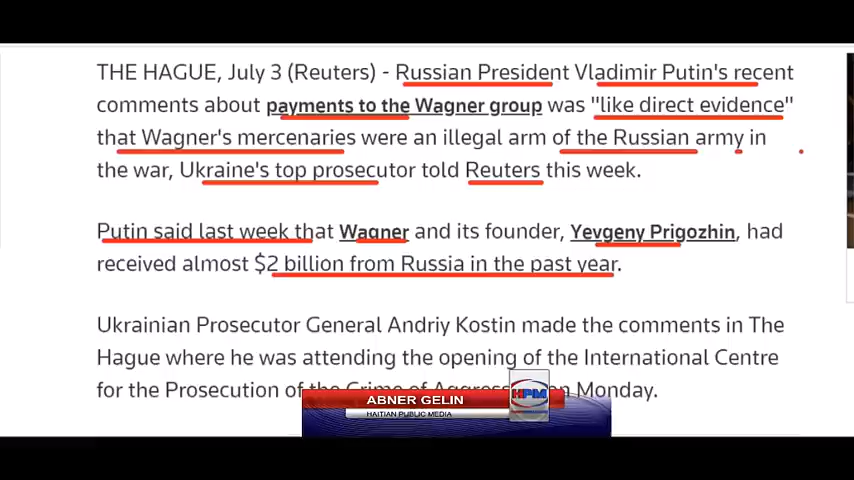 THE HAGUE, July 3 (Reuters) - Russian President Vladimir Putin's recent
comments about payments to the Wagner group was "like direct evidence"
that Wagner's mercenaries were an illegal arm of the Russian army in
the war, Ukraine's top prosecutor told Reuters this week.
Putin said last week that Wagner and its founder, Yevgeny Prigozhin, had
received almost $2 billion from Russia in the past year.
Ukrainian Prosecutor General Andriy Kostin made the comments in The
Hague where he was attending the opening of the International Centre
for the Prosecution of the Crime of Aggression on Monday.
ABNER GELIN
HAITIAN PUBLIC MEDIA
HPM